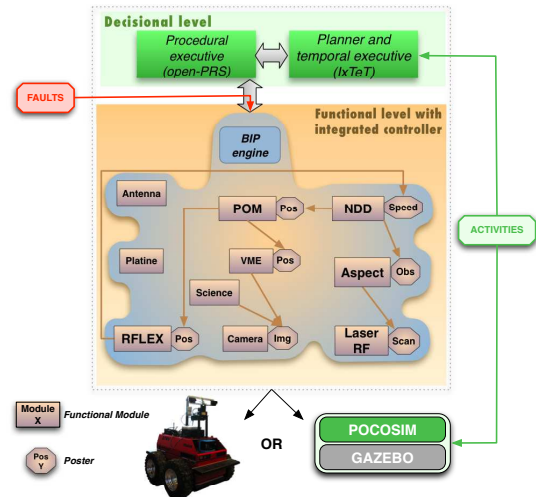 Decisional level
Procedural
executive
(open-PRS)
Planner and
temporal executive
(IxTeT)
FAULTS
Functional level with
integrated controller
BIP
engine
Antenna
POM
Pos
NDD
Speed
ACTIVITIES
Platine
VME
Pos
Aspect
Obs
Science
RFLEX
Pos
Camera
Img
Laser
RF
Scan
Module
X
Functional Module
Pos
Y
Poster
OR
POCOSIM
GAZEBO